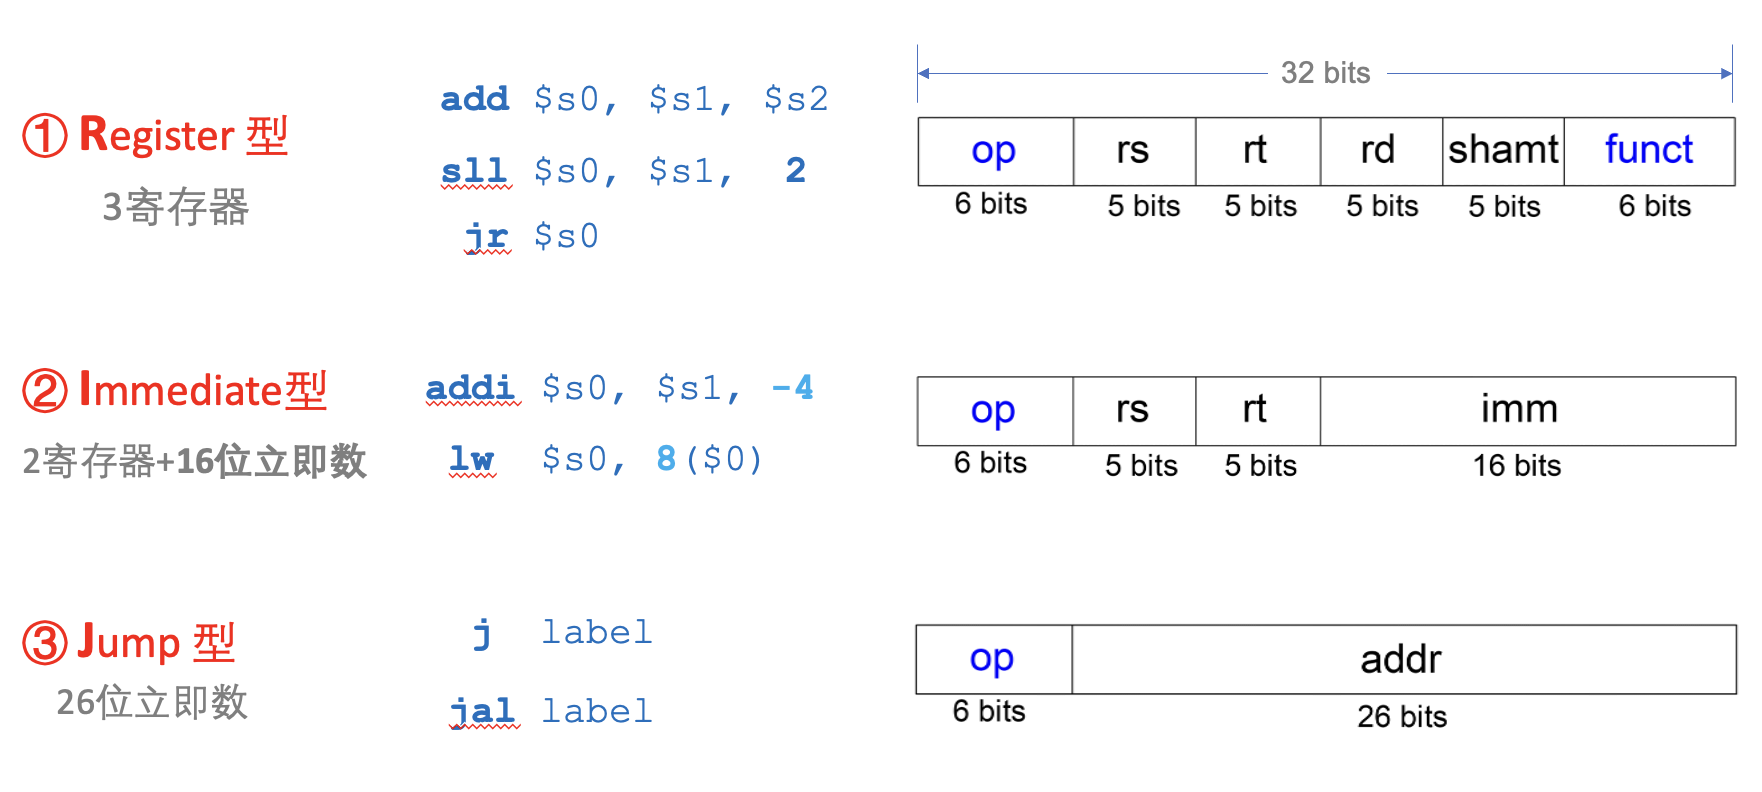 32 bits
① Register 型
3寄存器
add $s0, $s1, $s2
sll $s0, $s1, 2
jr $s0
op rs rt rd shamt funct
6 bits 5 bits 5 bits 5 bits 5 bits 6 bits
② Immediate型
2寄存器+16位立即数
addi $s0, $s1, -4
lw $s0, 8($0)
op rs rt imm
6 bits 5 bits 5 bits 16 bits
③ Jump 型
26位立即数
j label
jal label
op addr
6 bits 26 bits